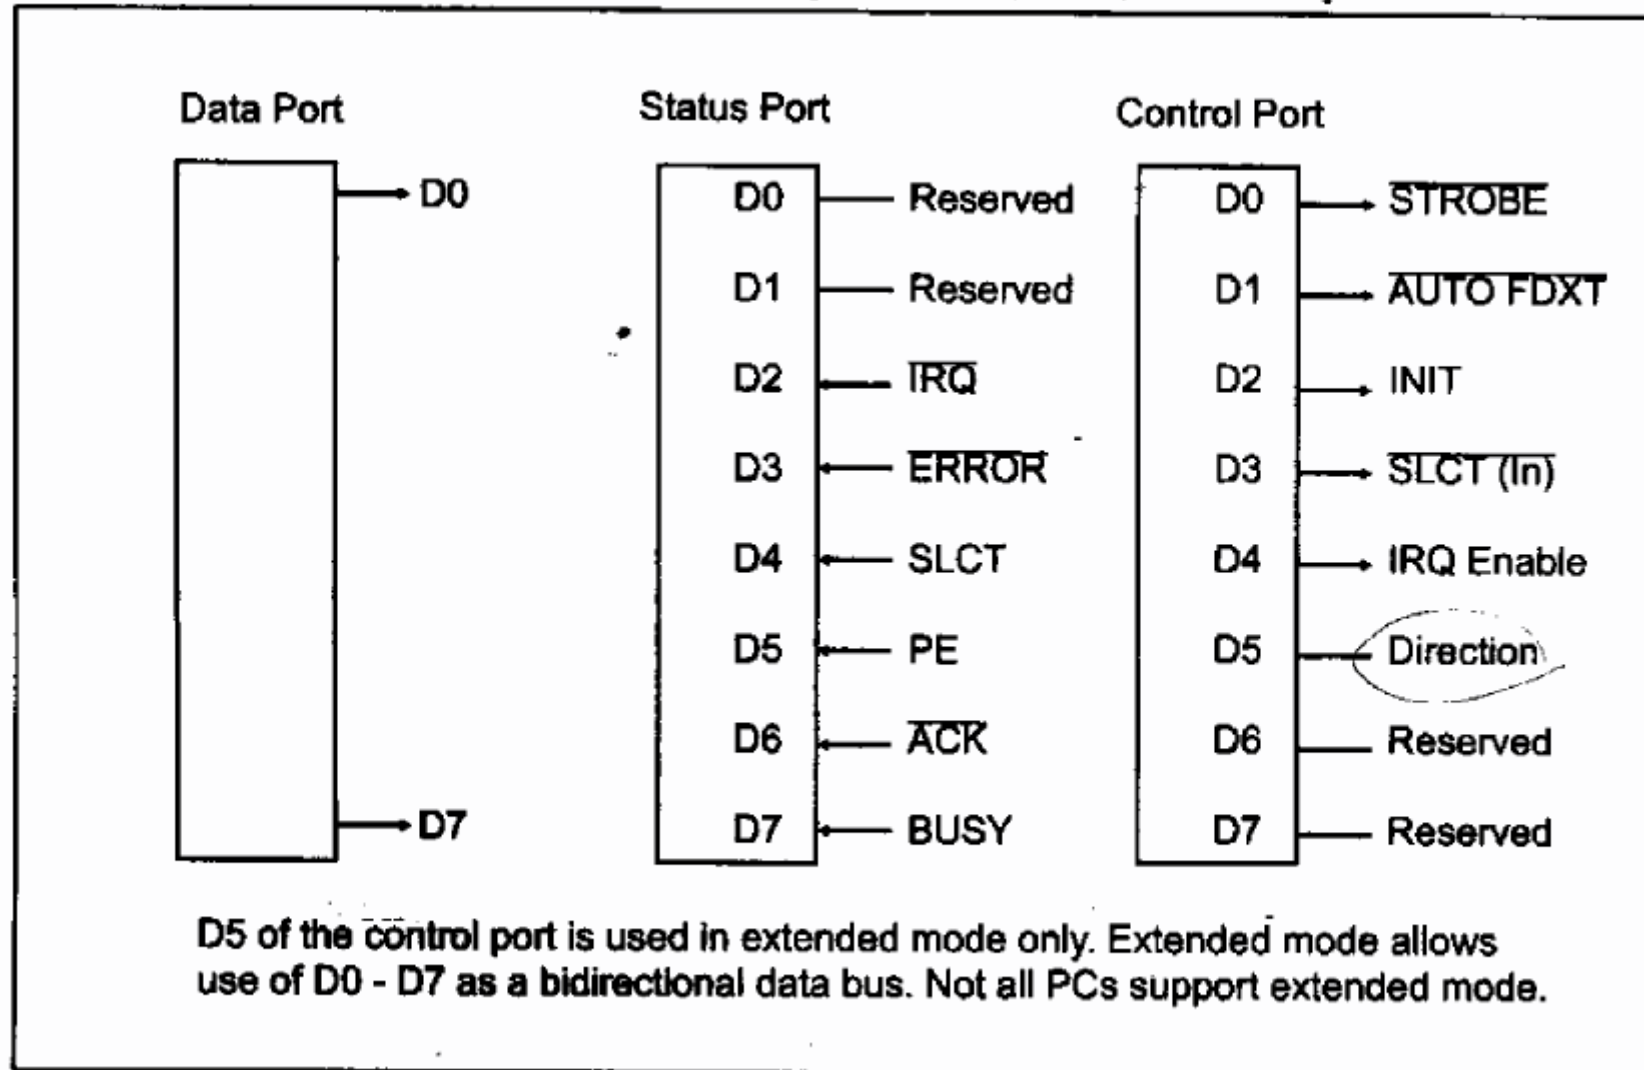 Data Port
D0
D7
Status Port
D0 Reserved
D1 Reserved
D2 IRQ
D3 ERROR
D4 SLCT
D5 PE
D6 ACK
D7 BUSY
Control Port
D0 STROBE
D1 AUTO FDXT
D2 INIT
D3 SLCT (In)
D4 IRQ Enable
D5 Direction
D6 Reserved
D7 Reserved
D5 of the control port is used in extended mode only. Extended mode allows
use of D0 - D7 as a bidirectional data bus. Not all PCs support extended mode.